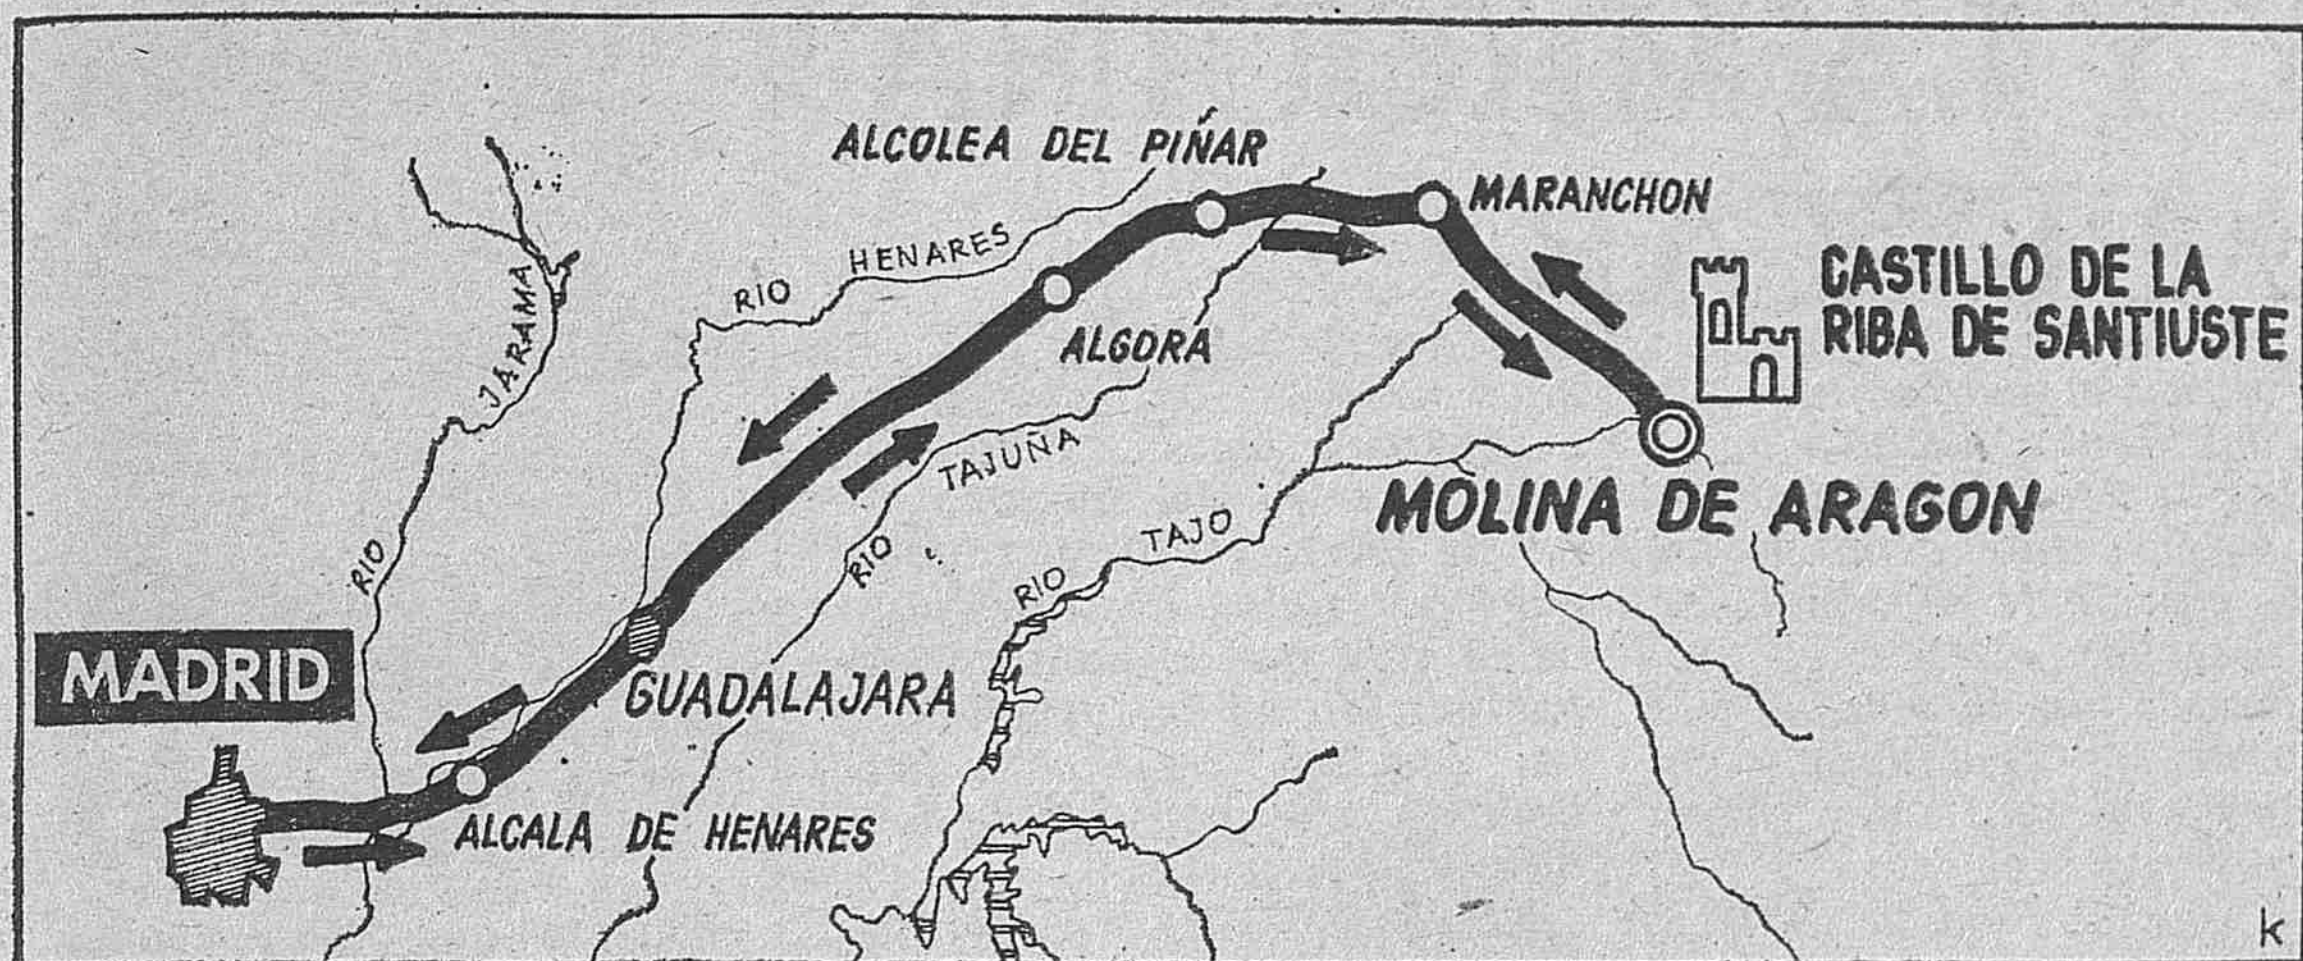 ALCOLEA DEL PIÑAR
MARANCHON
RIO HENARES
CASTILLO DE LA
RIBA DE SANTIUSTE
ALGORA
RIO JARAMA
RIO TAJUÑA
RIO TAJO
MOLINA DE ARAGON
MADRID
GUADALAJARA
ALCALA DE HENARES
k